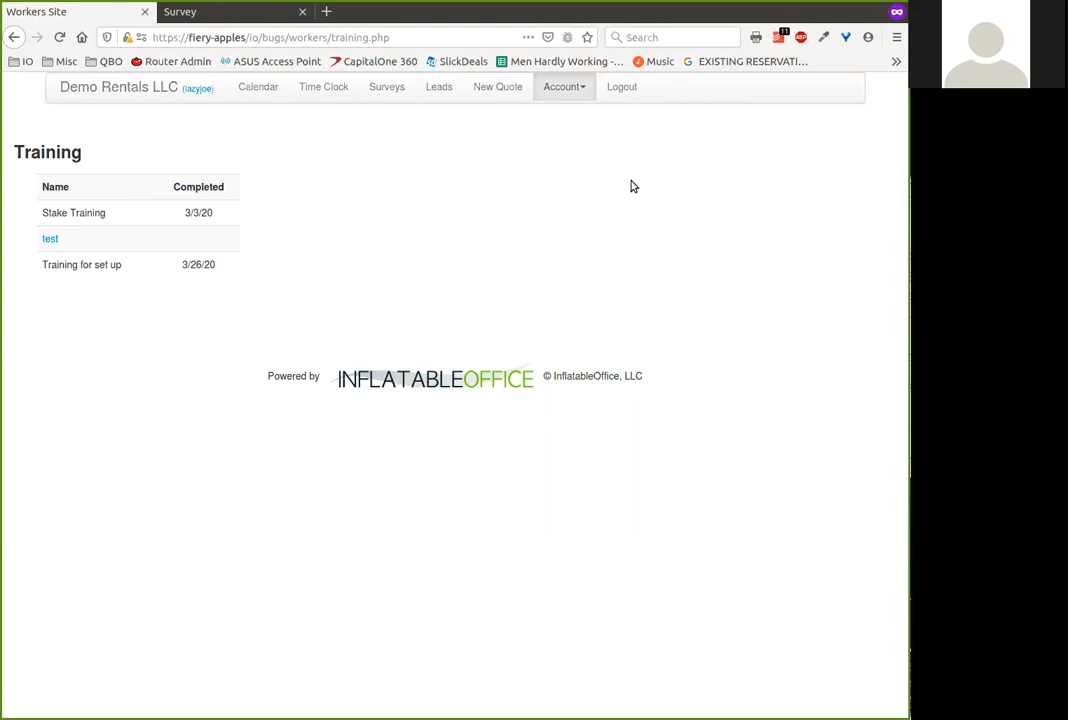 Workers Site
Survey
https://fiery-apples/io/bugs/workers/training.php
Search
11
ABP
IO Misc QBO Router Admin ASUS Access Point CapitalOne 360 SlickDeals Men Hardly Working -... Music EXISTING RESERVATI...
Demo Rentals LLC (lazyjoe) Calendar Time Clock Surveys Leads New Quote Account Logout
Training
Name Completed
Stake Training 3/3/20
test
Training for set up 3/26/20
Powered by INFLATABLEOFFICE © InflatableOffice, LLC